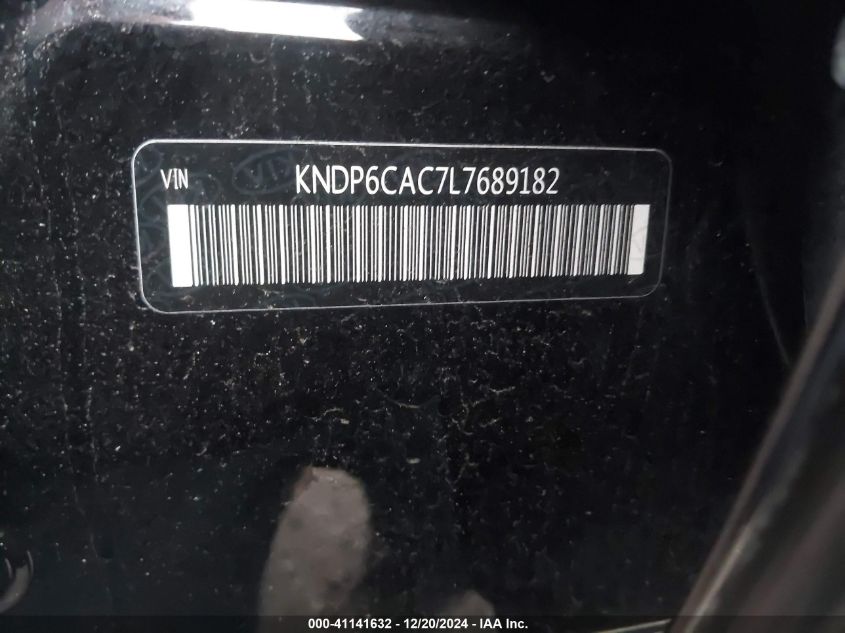 VIN KNDP6CAC7L7689182
000-41141632 - 12/20/2024 - IAA Inc.